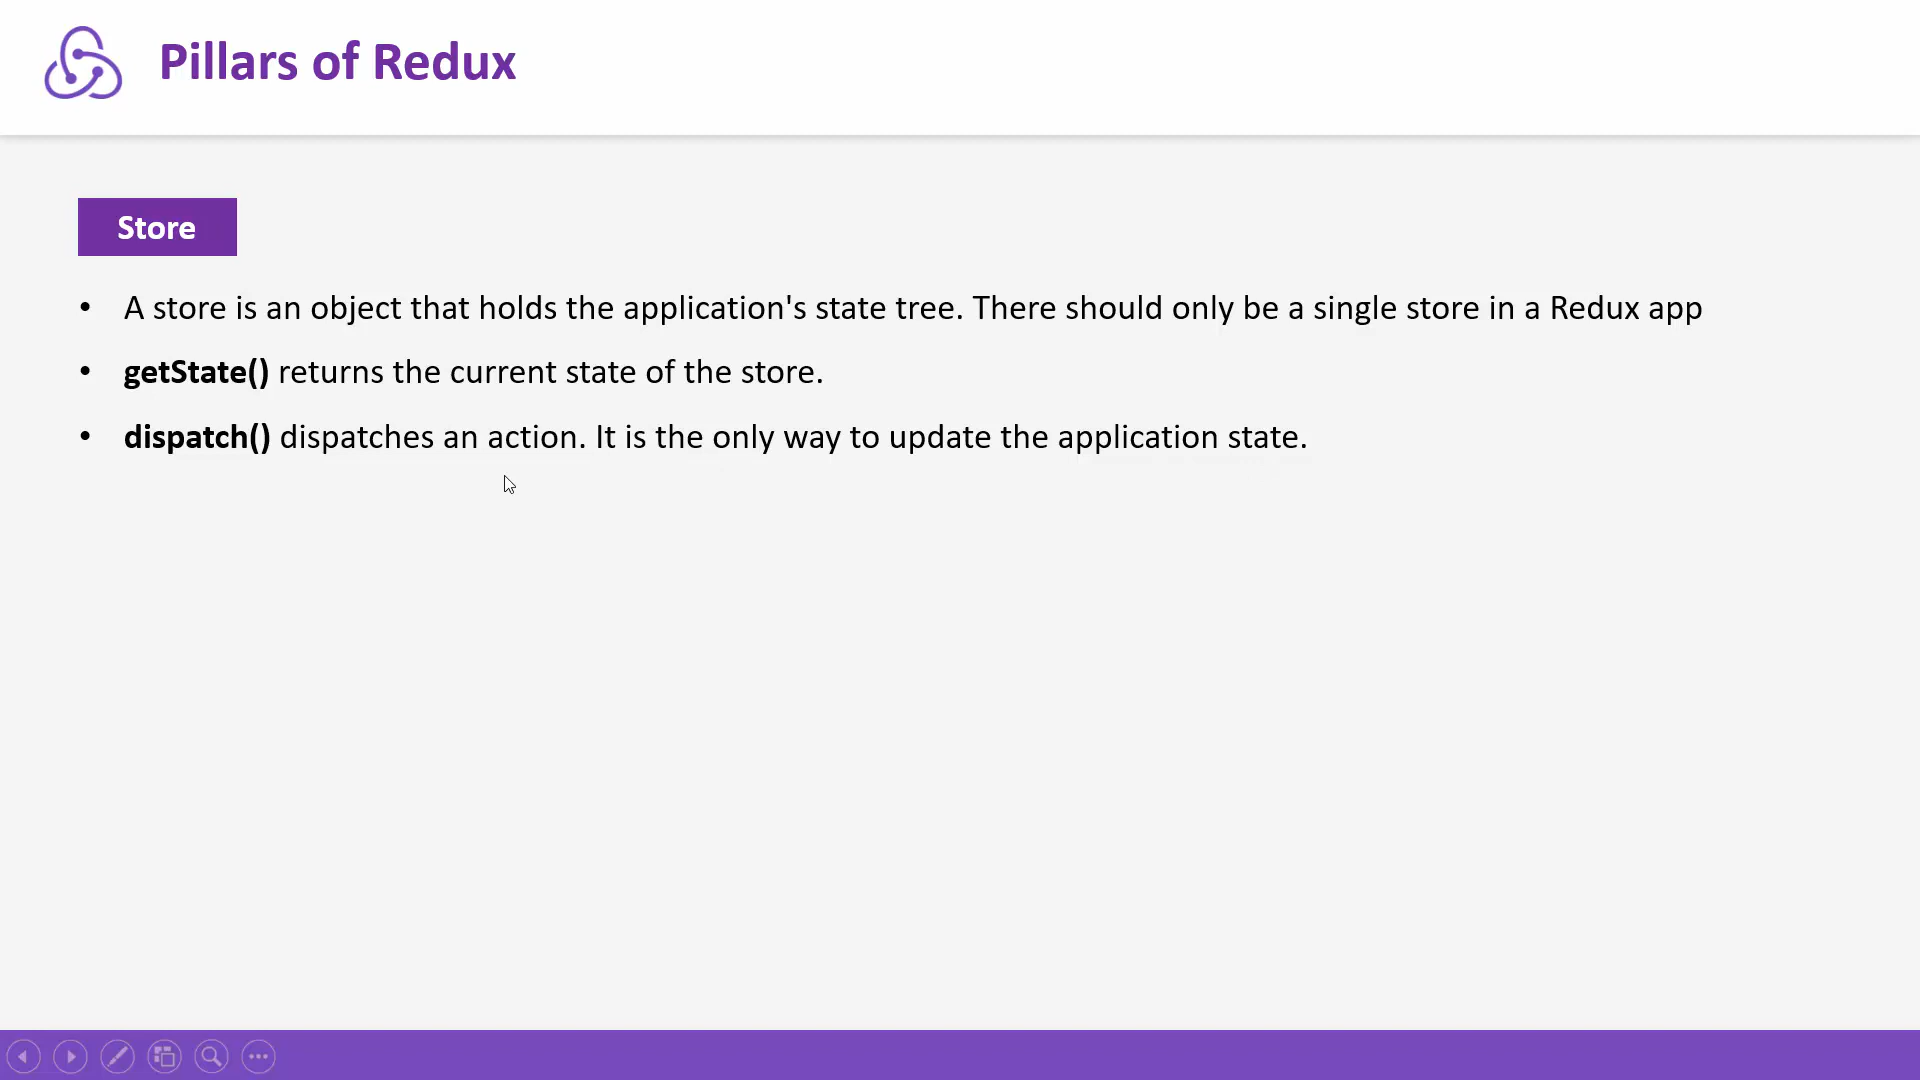 Pillars of Redux
Store
• A store is an object that holds the application's state tree. There should only be a single store in a Redux app
• getState() returns the current state of the store.
• dispatch() dispatches an action. It is the only way to update the application state.